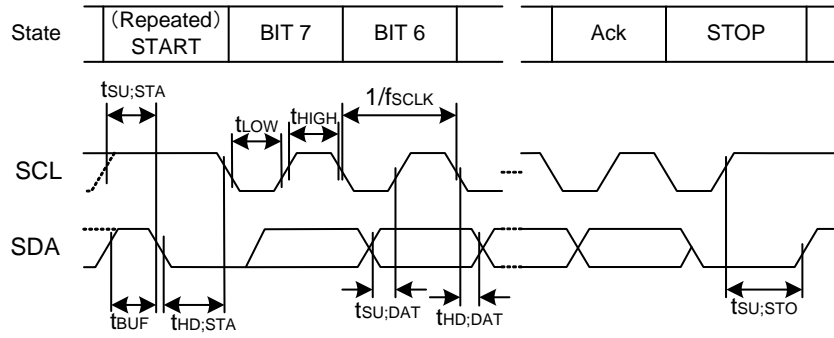 State
(Repeated)
START
BIT 7
BIT 6
Ack
STOP
tSU;STA
tLOW
tHIGH
1/fSCLK
SCL
SDA
tBUF
tHD;STA
tSU;DAT
tHD;DAT
tSU;STO